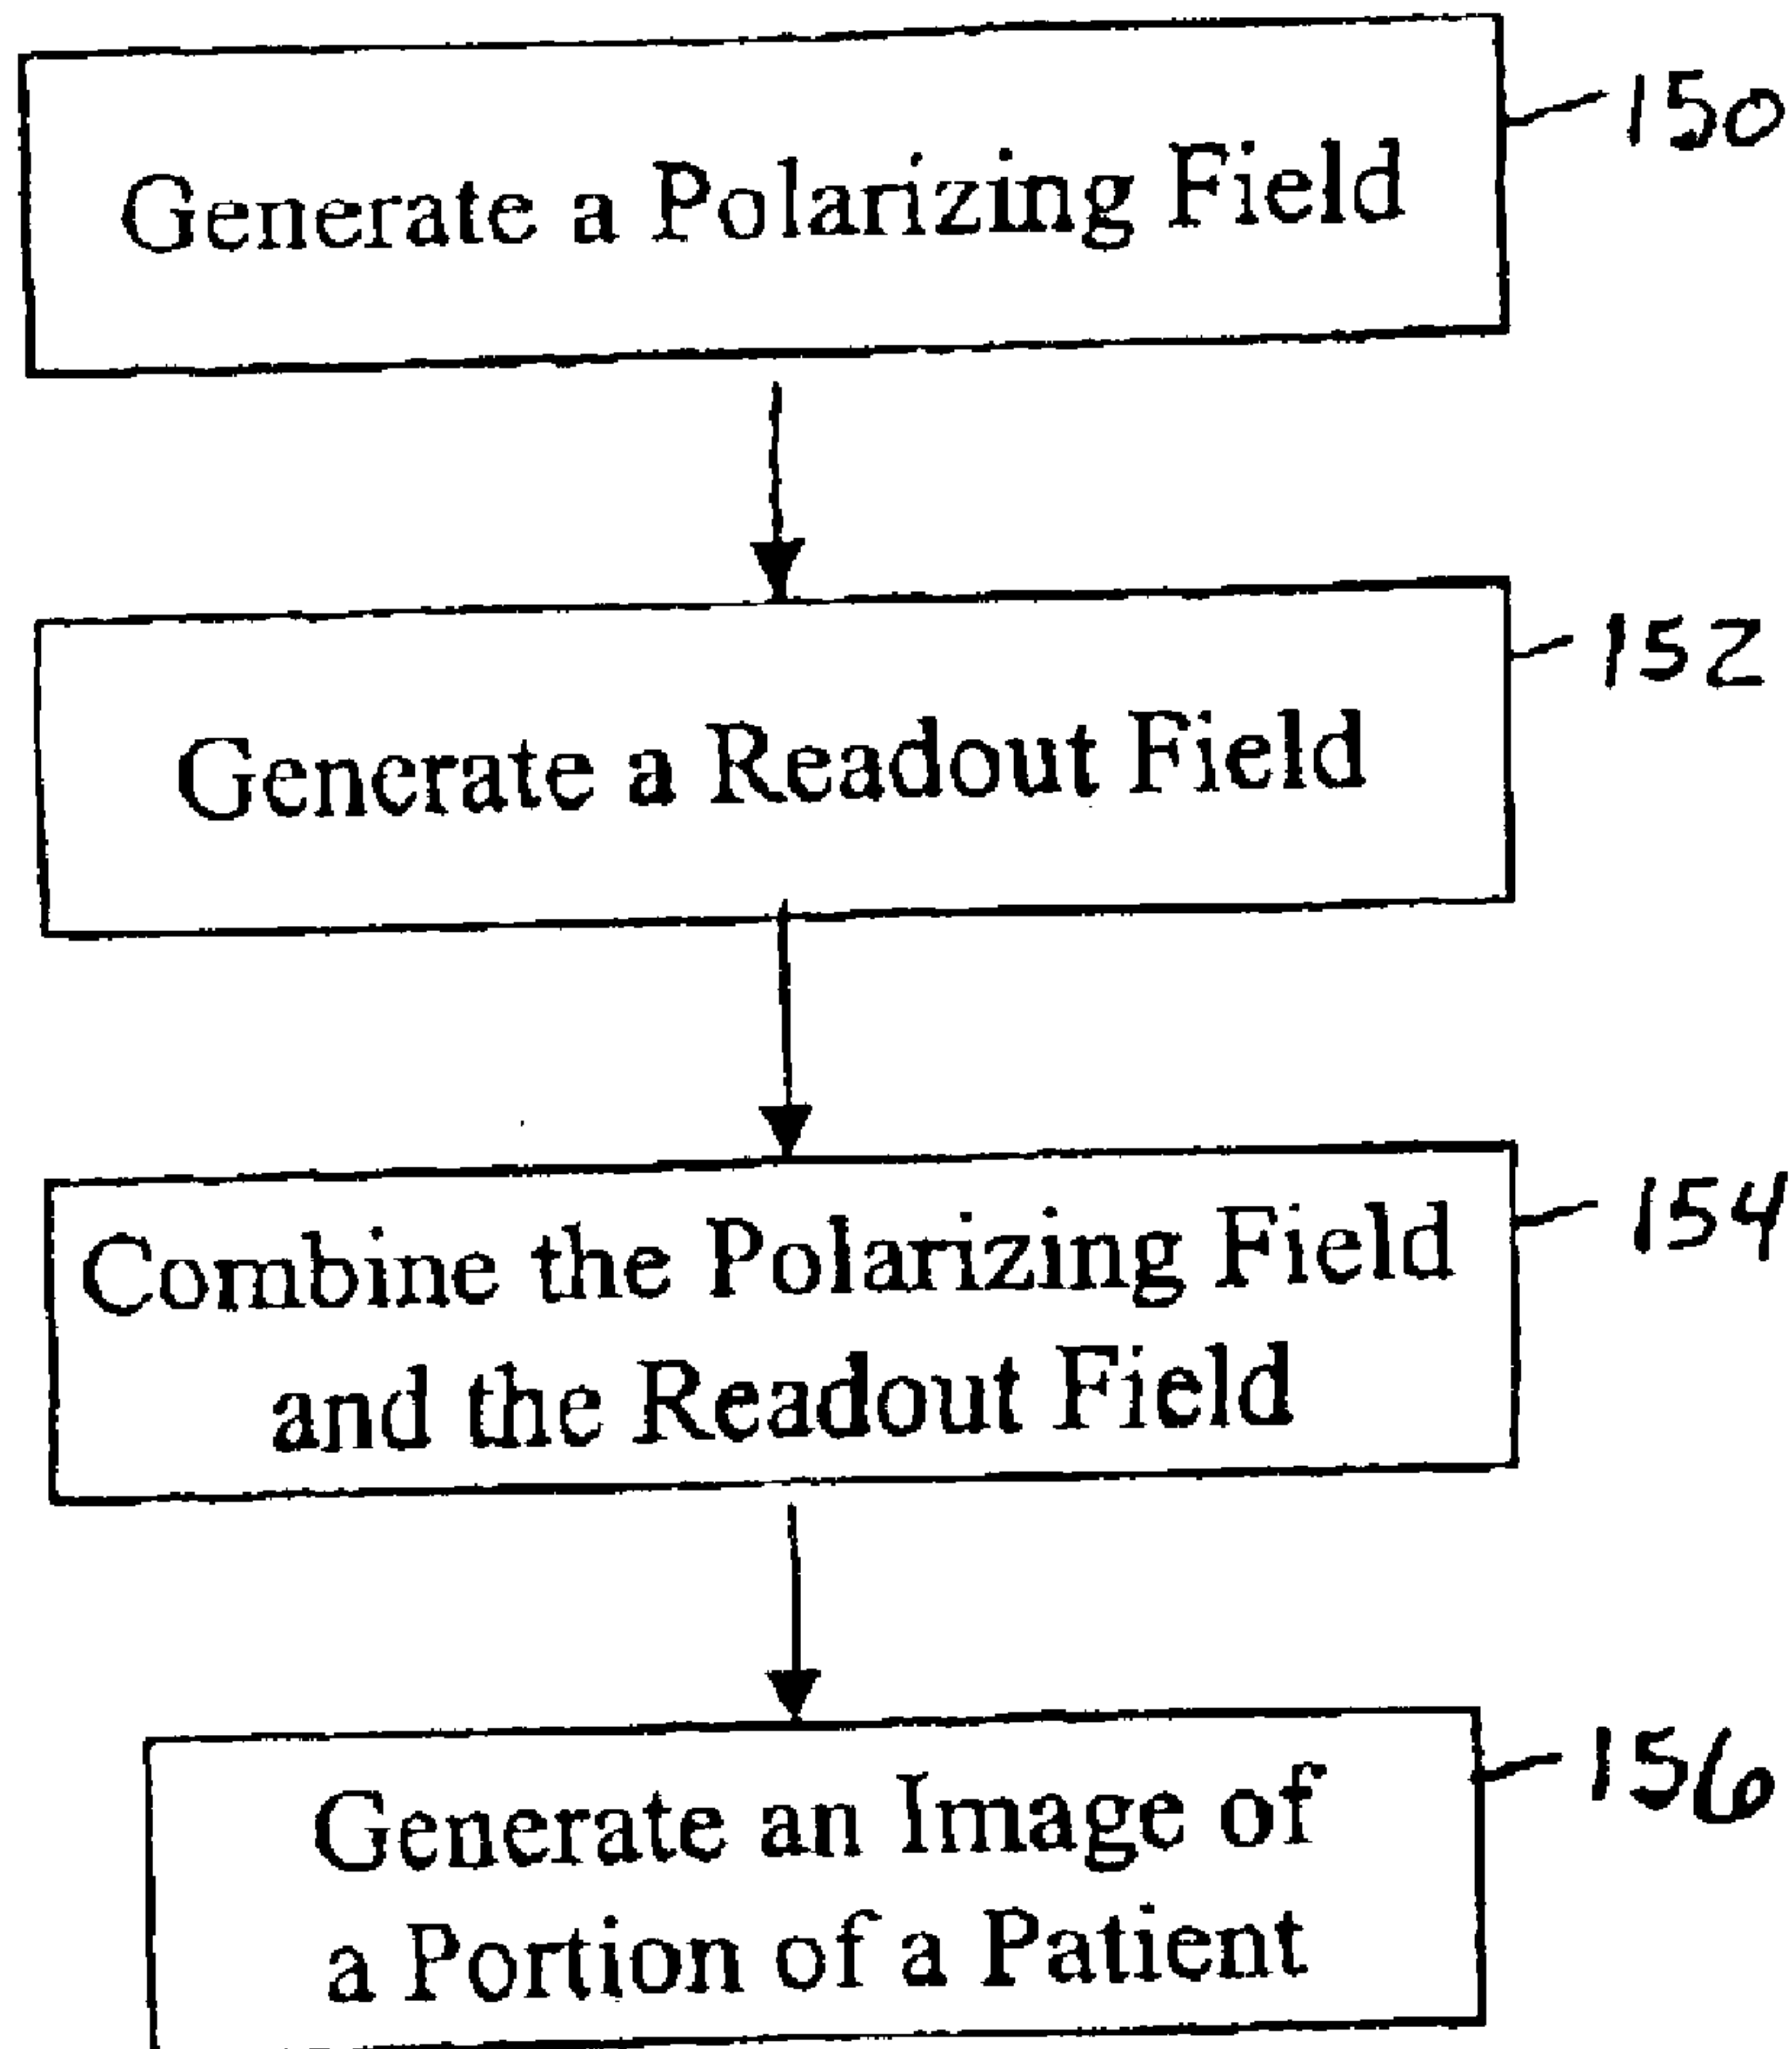 Generate a Polarizing Field
150
Generate a Readout Field
152
Combine the Polarizing Field
and the Readout Field
154
Generate an Image of
a Portion of a Patient
156